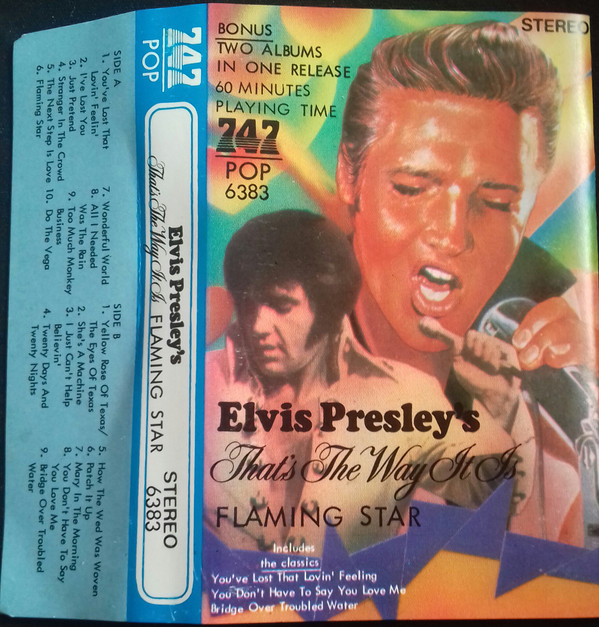 SIDE A
1. You've Lost That
Lovin' Feelin'
2. I've Lost You
3. Just Pretend
4. Stranger In The Crowd
5. The Next Step Is Love
6. Flaming Star
7. Wonderful World
8. All I Needed
Was The Rain
9. Too Much Monkey
Business
10. Do The Vega
SIDE B
1. Yellow Rose Of Texas/
The Eyes Of Texas
2. She's A Machine
3. I Just Can't Help
Believin'
4. Twenty Days And
Twenty Nights
5. How The Wed Was Woven
6. Patch It Up
7. Mary In The Morning
8. You Don't Have To Say
You Love Me
9. Bridge Over Troubled
Water
747
POP
Elvis Presley's
That's The Way It Is FLAMING STAR
STEREO
6383
BONUS
TWO ALBUMS
IN ONE RELEASE
60 MINUTES
PLAYING TIME
747
POP
6383
STEREO
Elvis Presley's
That's The Way It Is
FLAMING STAR
Includes
the classics
You've Lost That Lovin' Feeling
You Don't Have To Say You Love Me
Bridge Over Troubled Water